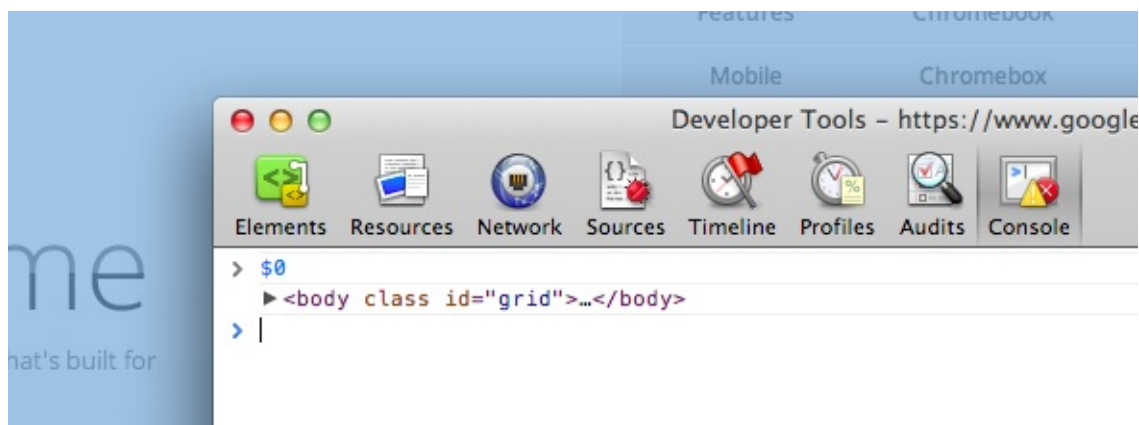 Features Chromebook
Mobile Chromebox
Developer Tools – https://www.google
Elements Resources Network Sources Timeline Profiles Audits Console
me
> $0
▶<body class id="grid">…</body>
>
hat's built for